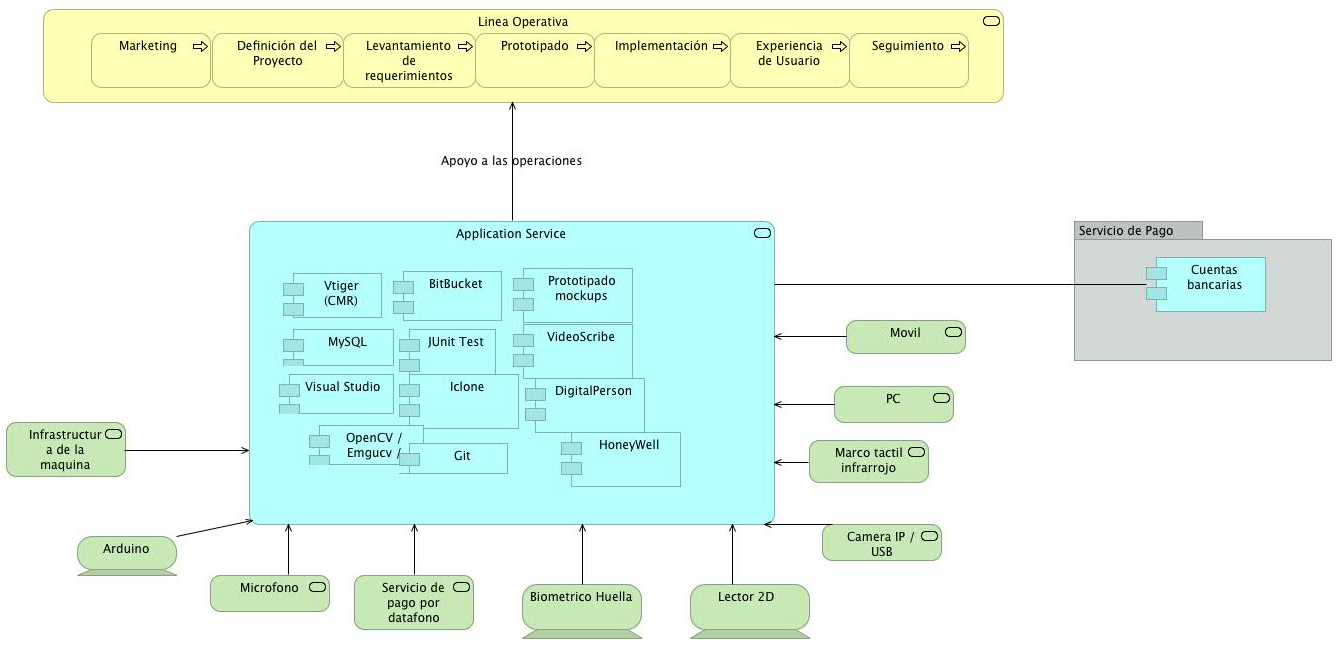 Linea Operativa
Marketing
Definición del
Proyecto
Levantamiento
de
requerimientos
Prototipado
Implementación
Experiencia
de Usuario
Seguimiento
Apoyo a las operaciones
Application Service
Vtiger
(CMR)
BitBucket
Prototipado
mockups
MySQL
JUnit Test
VideoScribe
Visual Studio
Iclone
DigitalPerson
OpenCV /
Emgucv /
Git
HoneyWell
Servicio de Pago
Cuentas
bancarias
Movil
PC
Marco tactil
infrarrojo
Camera IP /
USB
Infrastructur
a de la
maquina
Arduino
Microfono
Servicio de
pago por
datafono
Biometrico Huella
Lector 2D